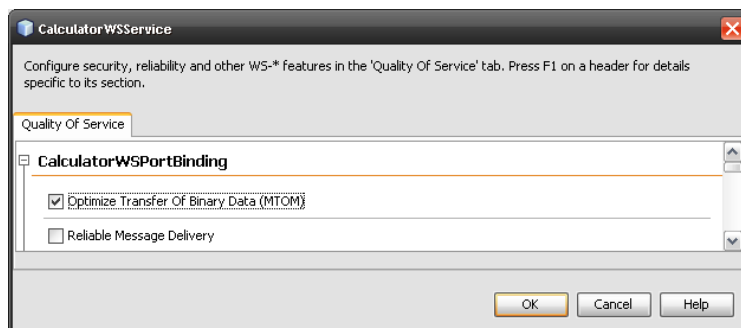 CalculatorWSService
Configure security, reliability and other WS-* features in the 'Quality Of Service' tab. Press F1 on a header for details
specific to its section.
Quality Of Service
CalculatorWSPortBinding
Optimize Transfer Of Binary Data (MTOM)
Reliable Message Delivery
OK Cancel Help